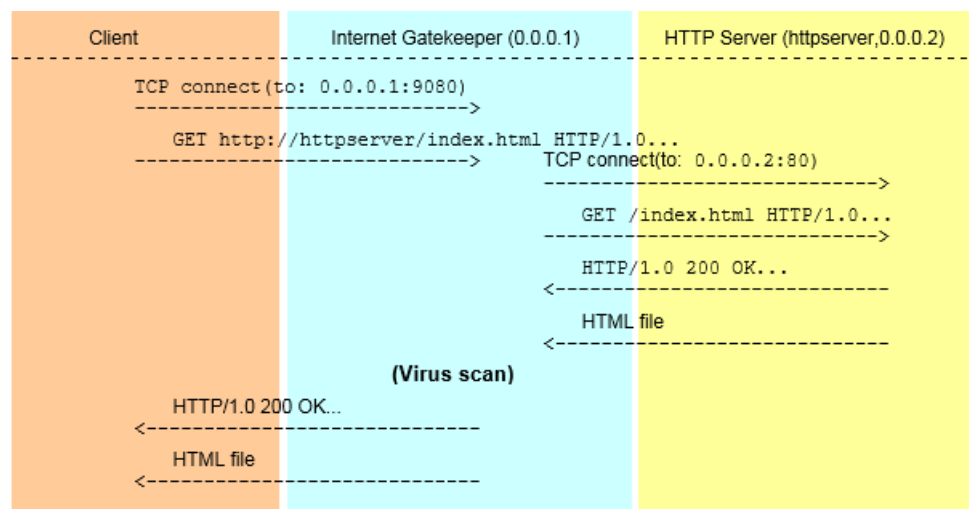 Client Internet Gatekeeper (0.0.0.1) HTTP Server (httpserver,0.0.0.2)
TCP connect(to: 0.0.0.1:9080)
GET http://httpserver/index.html HTTP/1.0...
TCP connect(to: 0.0.0.2:80)
GET /index.html HTTP/1.0...
HTTP/1.0 200 OK...
HTML file
(Virus scan)
HTTP/1.0 200 OK...
HTML file